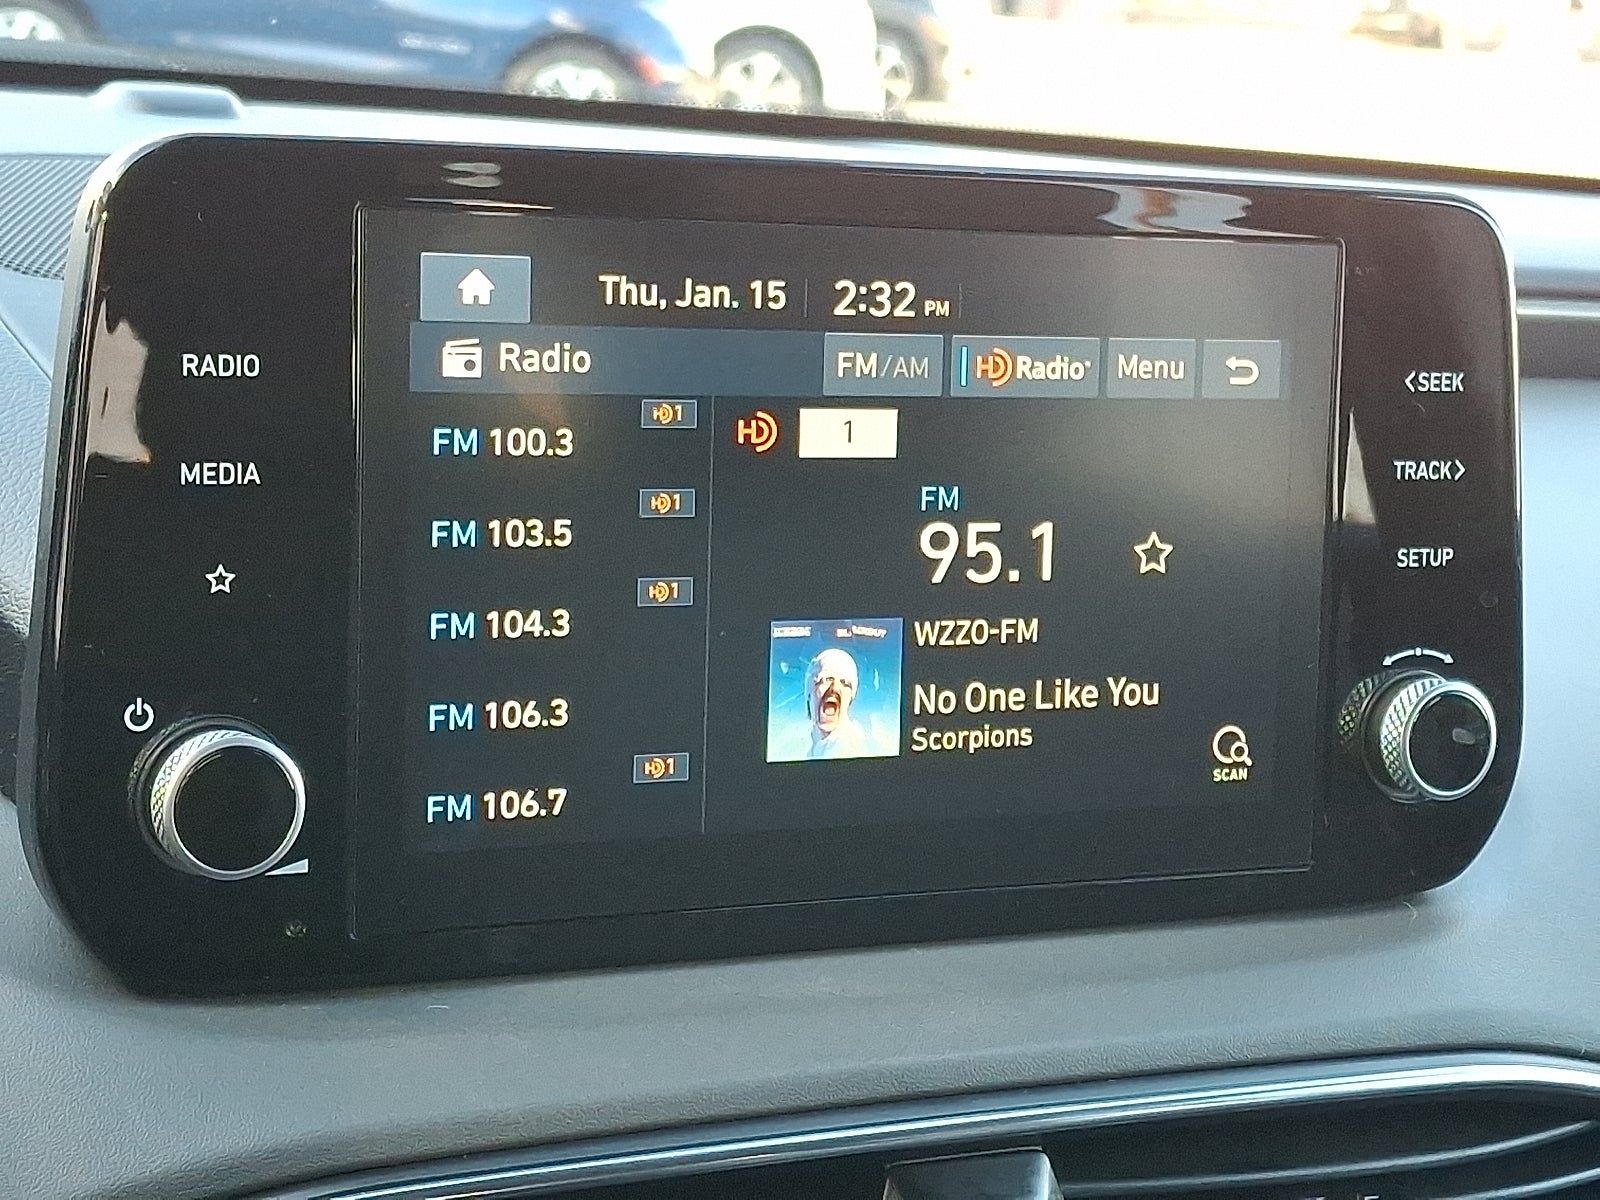 Thu, Jan. 15 2:32 PM
Radio FM/AM HD Radio Menu
RADIO
MEDIA
FM 100.3 HD1
FM 103.5 HD1
FM 104.3 HD1
FM 106.3
FM 106.7 HD1
HD 1
FM
95.1
WZZO-FM
No One Like You
Scorpions
SCAN
<SEEK
TRACK>
SETUP